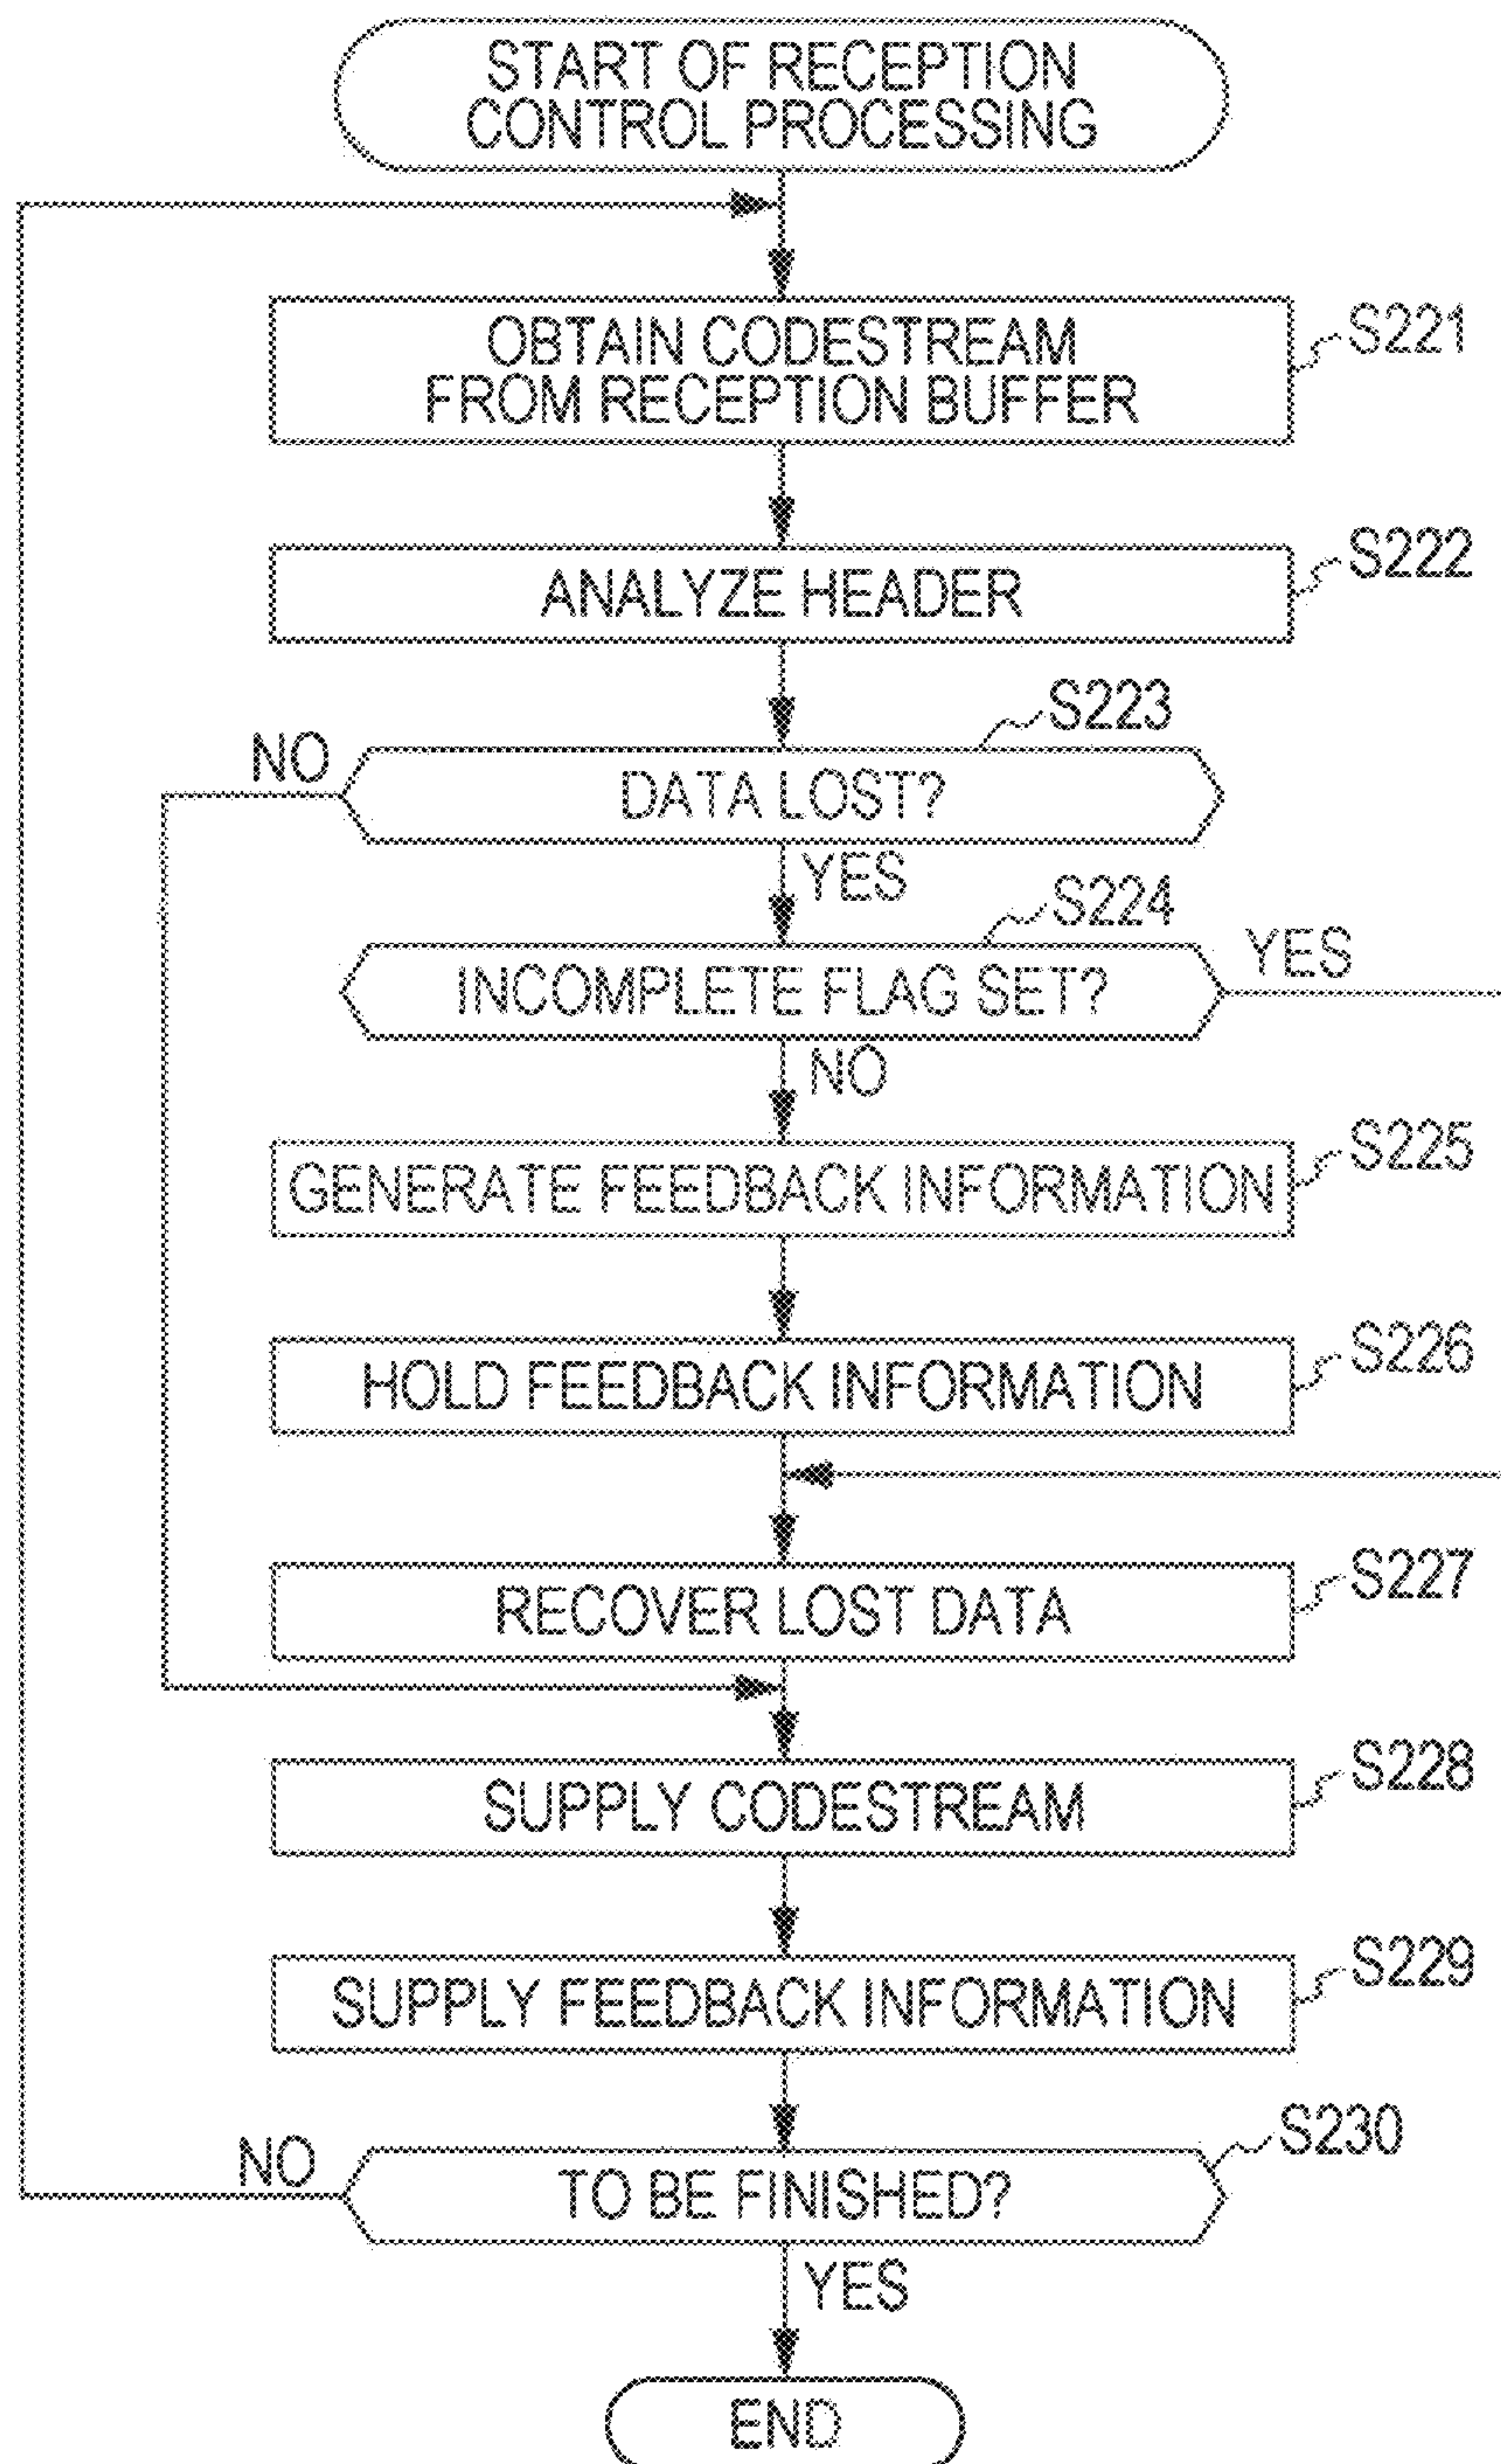 START OF RECEPTION
CONTROL PROCESSING
OBTAIN CODESTREAM
FROM RECEPTION BUFFER
S221
ANALYZE HEADER
S222
S223
NO
DATA LOST?
YES
S224
INCOMPLETE FLAG SET?
YES
NO
GENERATE FEEDBACK INFORMATION
S225
HOLD FEEDBACK INFORMATION
S226
RECOVER LOST DATA
S227
SUPPLY CODESTREAM
S228
SUPPLY FEEDBACK INFORMATION
S229
S230
NO
TO BE FINISHED?
YES
END